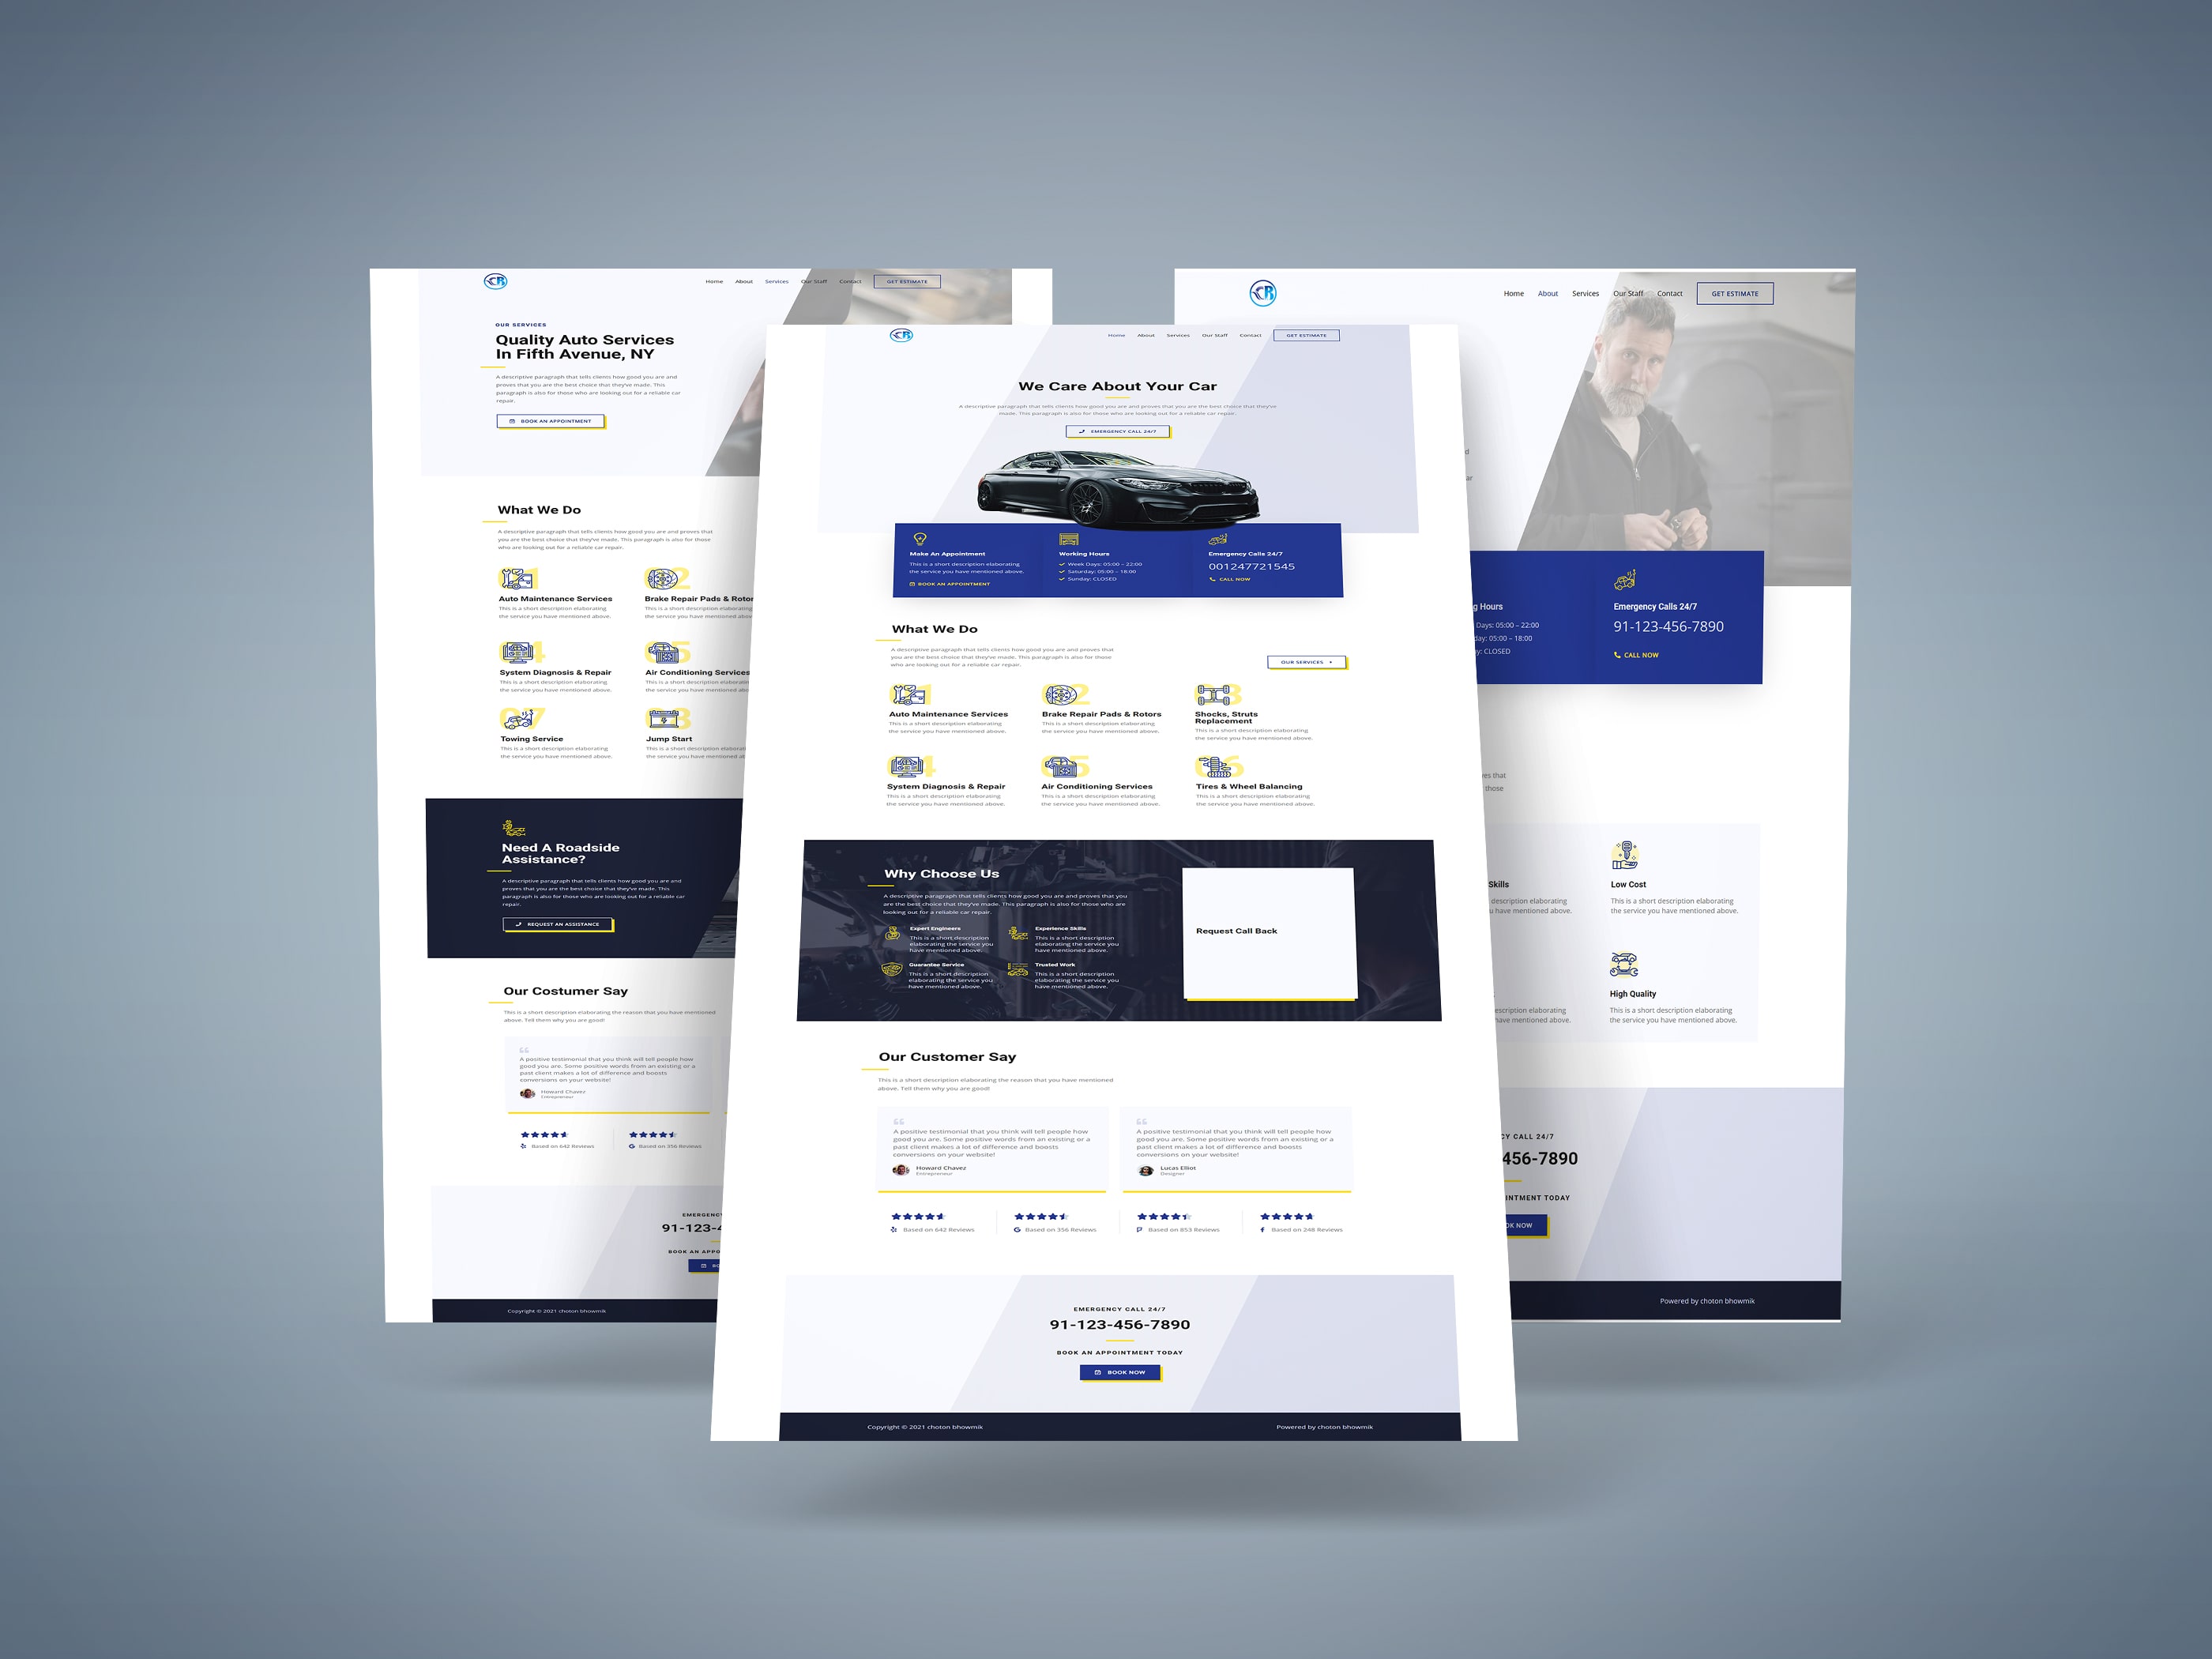 CB
Home About Services Our Staff Contact GET ESTIMATE
OUR SERVICES
Quality Auto Services
In Fifth Avenue, NY
A descriptive paragraph that tells clients how good you are and
proves that you are the best choice that they've made. This
paragraph is also for those who are looking out for a reliable car
repair.
BOOK AN APPOINTMENT
What We Do
A descriptive paragraph that tells clients how good you are and proves that
you are the best choice that they've made. This paragraph is also for those
who are looking out for a reliable car repair.
01 02
Auto Maintenance Services Brake Repair Pads & Rotor
This is a short description elaborating This is a short description elaborating
the service you have mentioned above. the service you have mentioned abov
04 05
System Diagnosis & Repair Air Conditioning Services
This is a short description elaborating This is a short description elaborating
the service you have mentioned above. the service you have mentioned abo
07 08
Towing Service Jump Start
This is a short description elaborating This is a short description elaborati
the service you have mentioned above. the service you have mentioned abo
Need A Roadside
Assistance?
A descriptive paragraph that tells clients how good you are and
proves that you are the best choice that they've made. This
paragraph is also for those who are looking out for a reliable car
repair.
REQUEST AN ASSISTANCE
Our Costumer Say
This is a short description elaborating the reason that you have mentioned
above. Tell them why you are good!
A positive testimonial that you think will tell people how
good you are. Some positive words from an existing or a
past client makes a lot of difference and boosts
conversions on your website!
Howard Chavez
Entrepreneur
Based on 642 Reviews Based on 356 Reviews
EMERGENCY
91-123-4
BOOK AN APPO
BO
Copyright © 2021 choton bhowmik
CB
Home About Services Our Staff Contact GET ESTIMATE
We Care About Your Car
A descriptive paragraph that tells clients how good you are and proves that you are the best choice that they've
made. This paragraph is also for those who are looking out for a reliable car repair.
EMERGENCY CALL 24/7
Make An Appointment Working Hours Emergency Calls 24/7
This is a short description elaborating Week Days: 05:00 – 22:00 001247721545
the service you have mentioned above. Saturday: 05:00 – 18:00
BOOK AN APPOINTMENT Sunday: CLOSED CALL NOW
What We Do
A descriptive paragraph that tells clients how good you are and proves that
you are the best choice that they've made. This paragraph is also for those
who are looking out for a reliable car repair.
OUR SERVICES
01 02 03
Auto Maintenance Services Brake Repair Pads & Rotors Shocks, Struts
Replacement
This is a short description elaborating This is a short description elaborating This is a short description elaborating
the service you have mentioned above. the service you have mentioned above. the service you have mentioned above.
04 05 06
System Diagnosis & Repair Air Conditioning Services Tires & Wheel Balancing
This is a short description elaborating This is a short description elaborating This is a short description elaborating
the service you have mentioned above. the service you have mentioned above. the service you have mentioned above.
Why Choose Us
A descriptive paragraph that tells clients how good you are and proves that you
are the best choice that they've made. This paragraph is also for those who are
looking out for a reliable car repair.
Expert Engineers Experience Skills
This is a short description This is a short description
elaborating the service you elaborating the service you
have mentioned above. have mentioned above.
Guarantee Service Trusted Work
This is a short description This is a short description
elaborating the service you elaborating the service you
have mentioned above. have mentioned above.
Request Call Back
Our Customer Say
This is a short description elaborating the reason that you have mentioned
above. Tell them why you are good!
A positive testimonial that you think will tell people how A positive testimonial that you think will tell people how
good you are. Some positive words from an existing or a good you are. Some positive words from an existing or a
past client makes a lot of difference and boosts past client makes a lot of difference and boosts
conversions on your website! conversions on your website!
Howard Chavez Lucas Elliot
Entrepreneur Designer
Based on 642 Reviews Based on 356 Reviews Based on 853 Reviews Based on 248 Reviews
EMERGENCY CALL 24/7
91-123-456-7890
BOOK AN APPOINTMENT TODAY
BOOK NOW
Copyright © 2021 choton bhowmik Powered by choton bhowmik
CB
Home About Services Our Staff Contact GET ESTIMATE
d
ar
g Hours Emergency Calls 24/7
Days: 05:00 – 22:00 91-123-456-7890
day: 05:00 – 18:00
y: CLOSED CALL NOW
es that
those
Skills Low Cost
description elaborating This is a short description elaborating
u have mentioned above. the service you have mentioned above.
High Quality
escription elaborating This is a short description elaborating
ave mentioned above. the service you have mentioned above.
CY CALL 24/7
456-7890
INTMENT TODAY
OK NOW
Powered by choton bhowmik